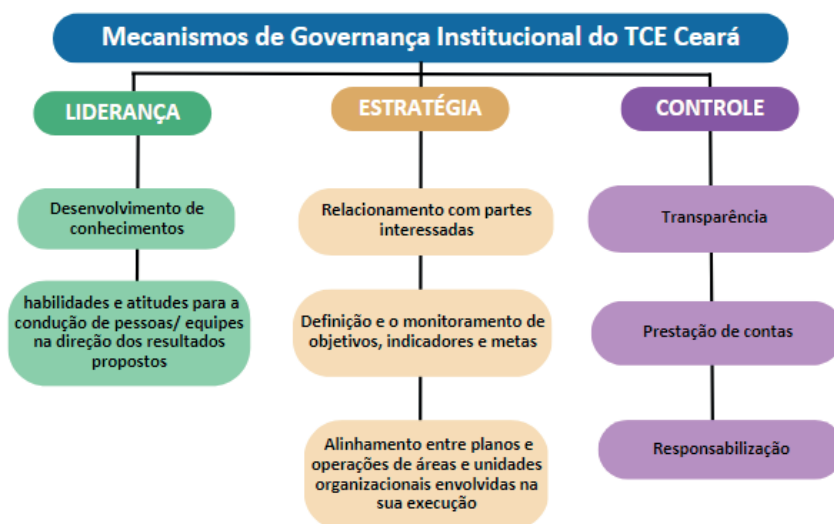 Mecanismos de Governança Institucional do TCE Ceará
LIDERANÇA
Desenvolvimento de
conhecimentos
habilidades e atitudes para a
condução de pessoas/ equipes
na direção dos resultados
propostos
ESTRATÉGIA
Relacionamento com partes
interessadas
Definição e o monitoramento de
objetivos, indicadores e metas
Alinhamento entre planos e
operações de áreas e unidades
organizacionais envolvidas na
sua execução
CONTROLE
Transparência
Prestação de contas
Responsabilização